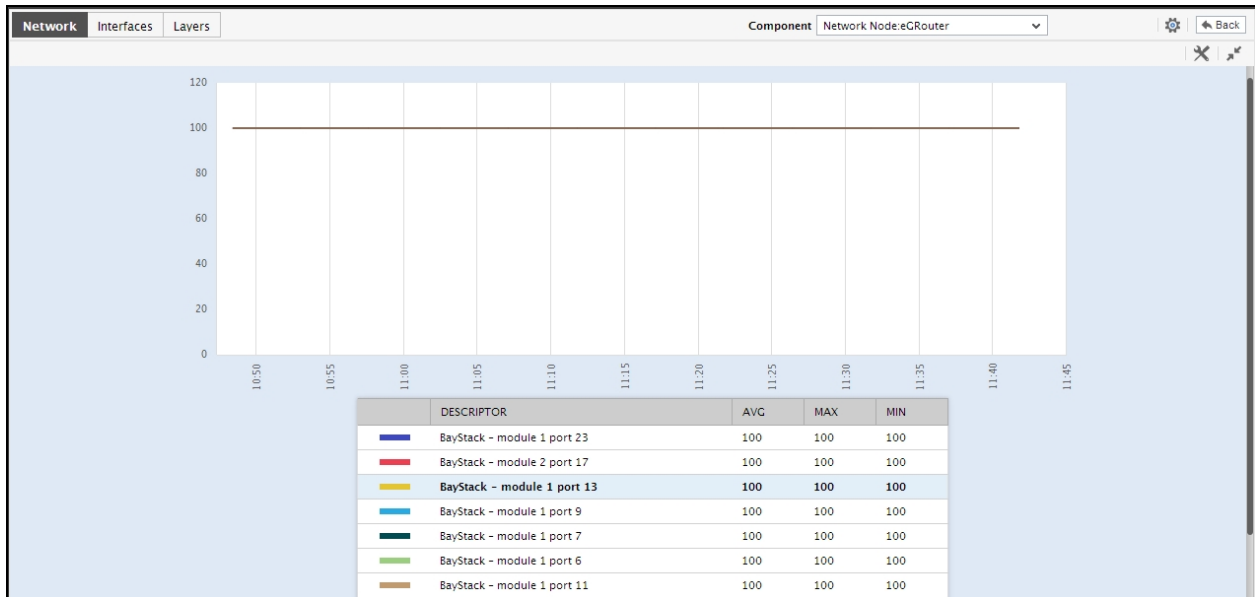 Network Interfaces Layers Component Network Node:eGRouter Back
120
100
80
60
40
20
0
10:50 10:55 11:00 11:05 11:10 11:15 11:20 11:25 11:30 11:35 11:40 11:45
DESCRIPTOR AVG MAX MIN
BayStack - module 1 port 23 100 100 100
BayStack - module 2 port 17 100 100 100
BayStack - module 1 port 13 100 100 100
BayStack - module 1 port 9 100 100 100
BayStack - module 1 port 7 100 100 100
BayStack - module 1 port 6 100 100 100
BayStack - module 1 port 11 100 100 100